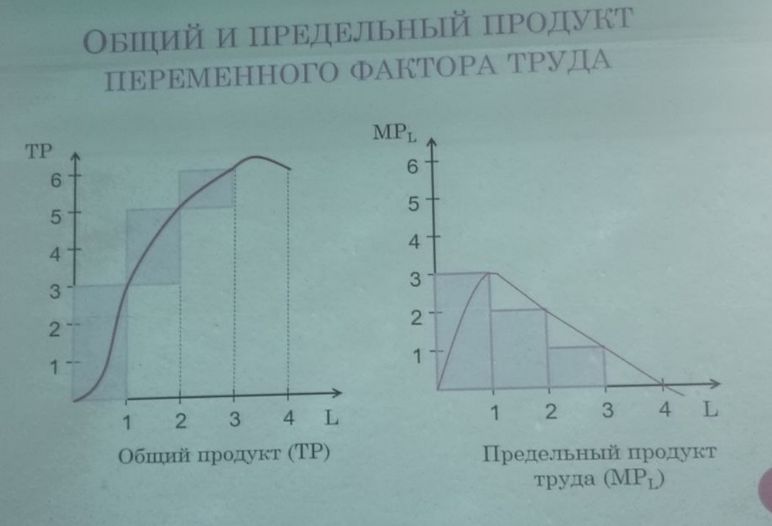 ОБЩИЙ И ПРЕДЕЛЬНЫЙ ПРОДУКТ
ПЕРЕМЕННОГО ФАКТОРА ТРУДА
TP
6
5
4
3
2
1
1 2 3 4 L
Общий продукт (TP)
MPL
6
5
4
3
2
1
1 2 3 4 L
Предельный продукт
труда (MPL)